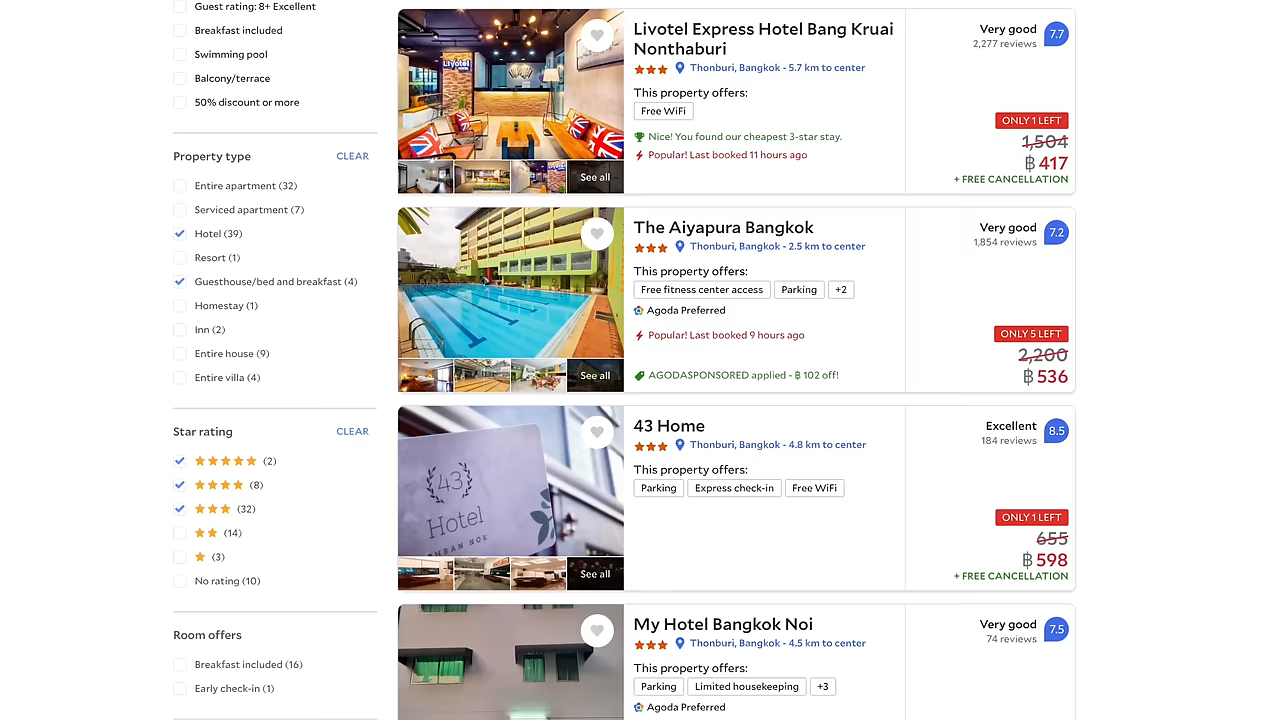 Guest rating: 8+ Excellent
Breakfast included
Swimming pool
Balcony/terrace
50% discount or more
Property type
CLEAR
Entire apartment (32)
Serviced apartment (7)
Hotel (39)
Resort (1)
Guesthouse/bed and breakfast (4)
Homestay (1)
Inn (2)
Entire house (9)
Entire villa (4)
Star rating
CLEAR
(2)
(8)
(32)
(14)
(3)
No rating (10)
Room offers
Breakfast included (16)
Early check-in (1)
Livotel
See all
Livotel Express Hotel Bang Kruai
Nonthaburi
Thonburi, Bangkok - 5.7 km to center
This property offers:
Free WiFi
Nice! You found our cheapest 3-star stay.
Popular! Last booked 11 hours ago
Very good
7.7
2,277 reviews
ONLY 1 LEFT
1,504
฿ 417
+ FREE CANCELLATION
See all
The Aiyapura Bangkok
Thonburi, Bangkok - 2.5 km to center
This property offers:
Free fitness center access
Parking
+2
Agoda Preferred
Popular! Last booked 9 hours ago
AGODASPONSORED applied - ฿ 102 off!
Very good
7.2
1,854 reviews
ONLY 5 LEFT
2,200
฿ 536
43
Hotel
See all
43 Home
Thonburi, Bangkok - 4.8 km to center
This property offers:
Parking
Express check-in
Free WiFi
Excellent
8.5
184 reviews
ONLY 1 LEFT
655
฿ 598
+ FREE CANCELLATION
My Hotel Bangkok Noi
Thonburi, Bangkok - 4.5 km to center
This property offers:
Parking
Limited housekeeping
+3
Agoda Preferred
Very good
7.5
74 reviews